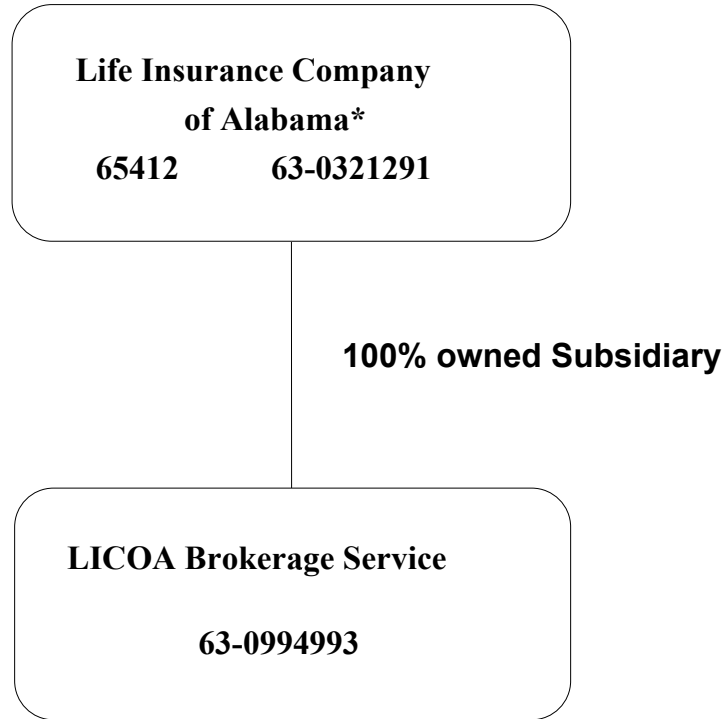 Life Insurance Company
of Alabama*
65412 63-0321291
100% owned Subsidiary
LICOA Brokerage Service
63-0994993